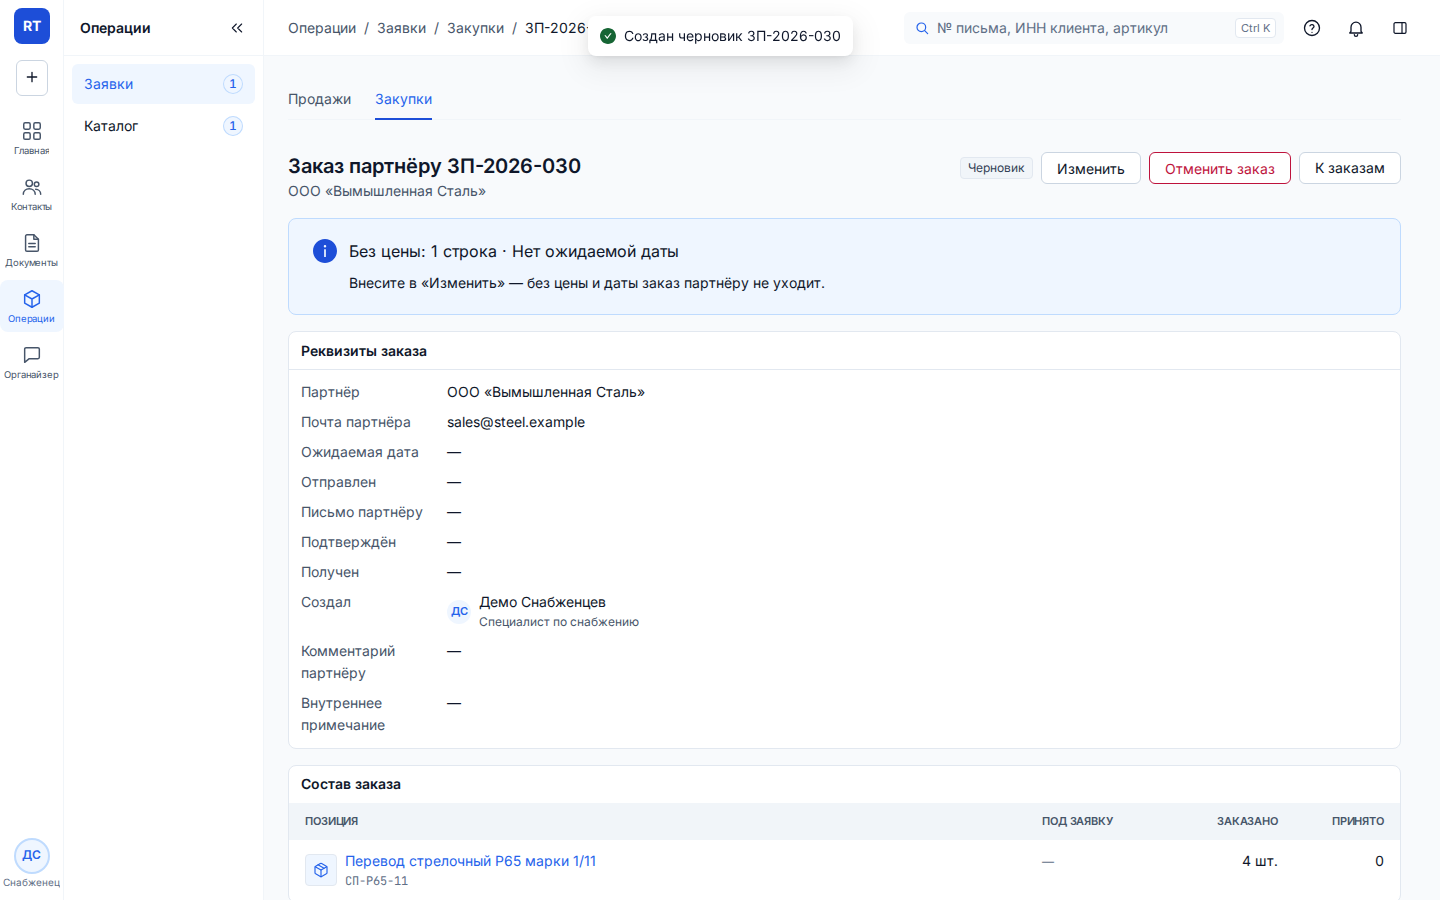 RT
Операции
Операции / Заявки / Закупки / ЗП-2026-
Создан черновик ЗП-2026-030
№ письма, ИНН клиента, артикул
Ctrl K
Заявки
1
Каталог
1
Главная
Контакты
Документы
Операции
Органайзер
ДС
Снабженец
Продажи
Закупки
Заказ партнёру ЗП-2026-030
ООО «Вымышленная Сталь»
Черновик
Изменить
Отменить заказ
К заказам
Без цены: 1 строка · Нет ожидаемой даты
Внесите в «Изменить» — без цены и даты заказ партнёру не уходит.
Реквизиты заказа
Партнёр ООО «Вымышленная Сталь»
Почта партнёра sales@steel.example
Ожидаемая дата —
Отправлен —
Письмо партнёру —
Подтверждён —
Получен —
Создал ДС Демо Снабженцев
Специалист по снабжению
Комментарий партнёру —
Внутреннее примечание —
Состав заказа
ПОЗИЦИЯ ПОД ЗАЯВКУ ЗАКАЗАНО ПРИНЯТО
Перевод стрелочный Р65 марки 1/11 — 4 шт. 0
СП-Р65-11